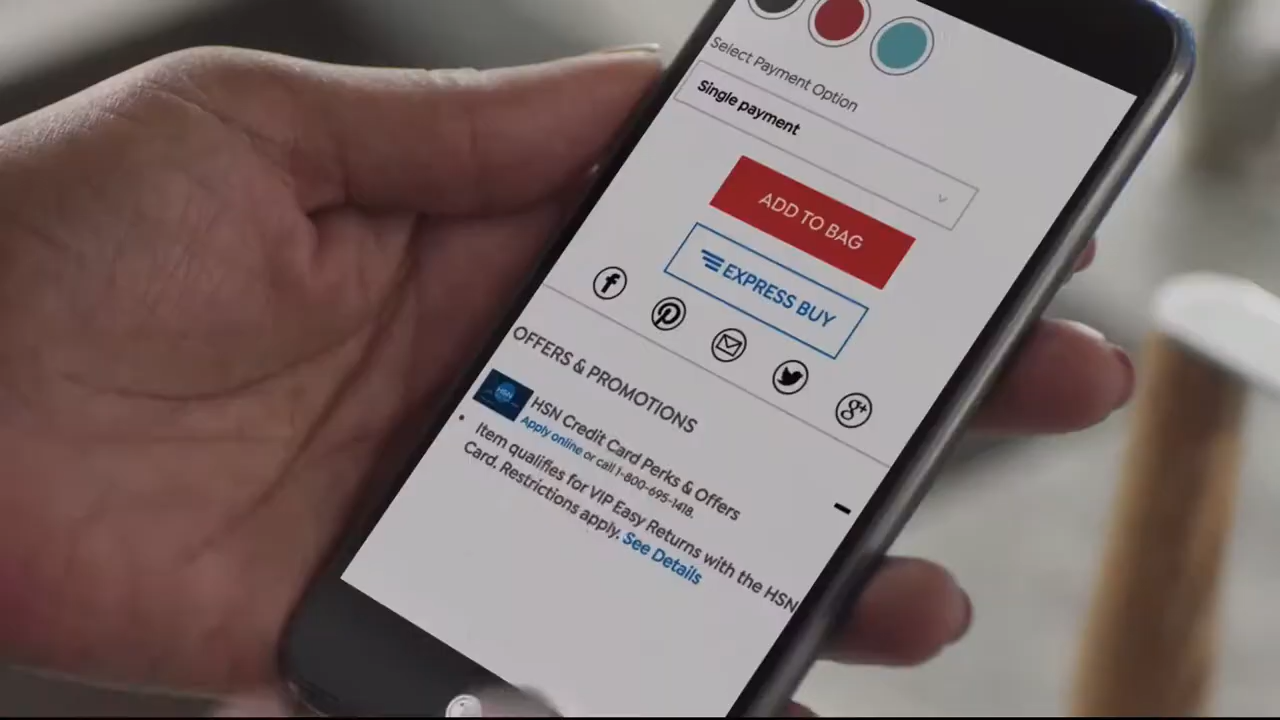 Select Payment Option
Single payment
ADD TO BAG
EXPRESS BUY
f
P
g+
OFFERS & PROMOTIONS
HSN
HSN Credit Card Perks & Offers
Apply online or call 1-800-695-1418.
Item qualifies for VIP Easy Returns with the HSN
Card. Restrictions apply. See Details